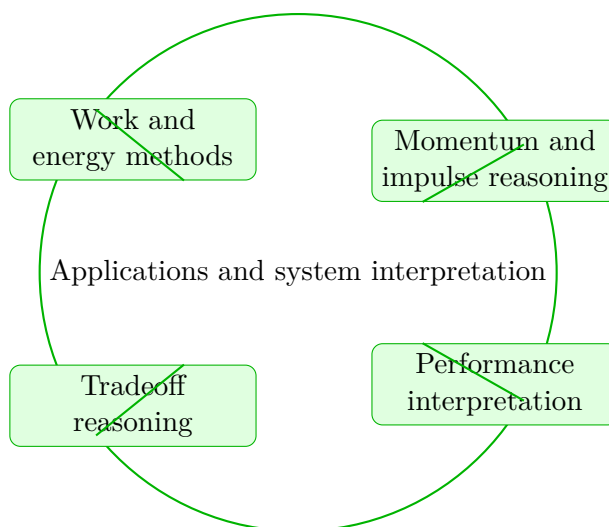 Work and
energy methods
Momentum and
impulse reasoning
Applications and system interpretation
Tradeoff
reasoning
Performance
interpretation